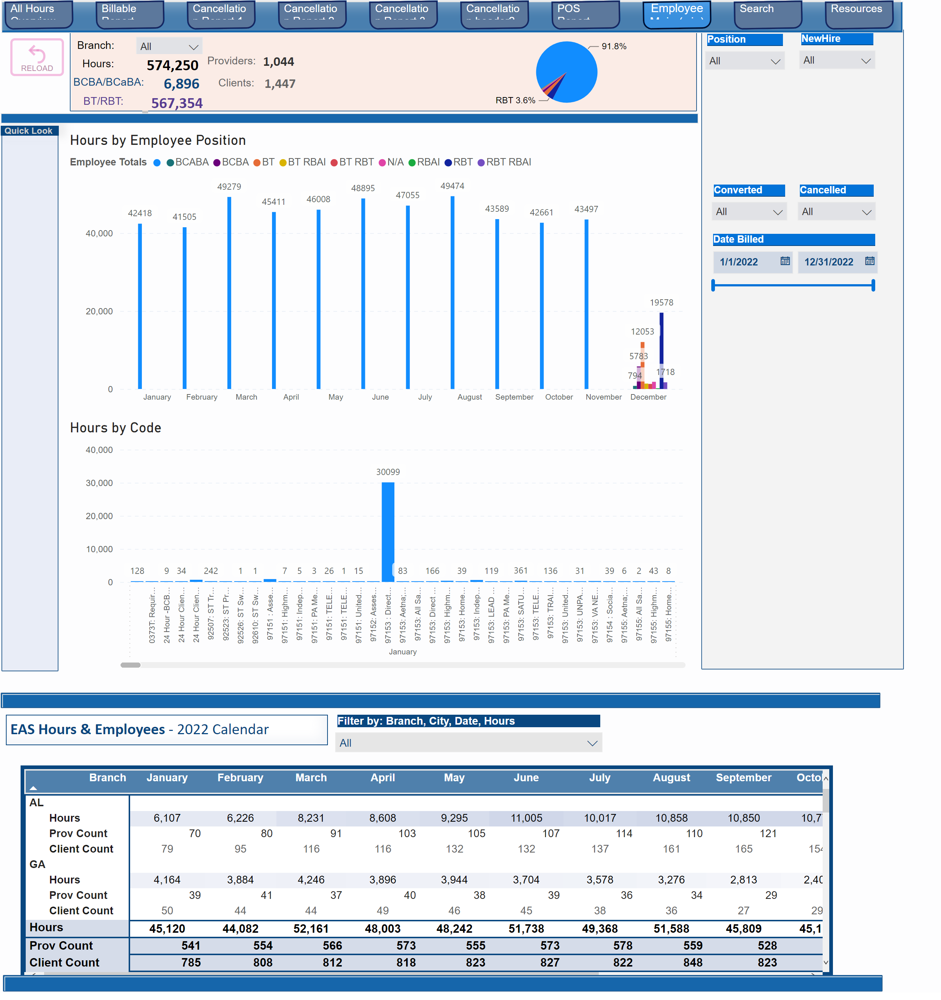 All Hours
Billable
Cancellatio
Cancellatio
Cancellatio
Cancellatio
POS
Employee
Search
Resources
RELOAD
Branch: All
Hours: 574,250 Providers: 1,044
BCBA/BCaBA: 6,896 Clients: 1,447
BT/RBT: 567,354
91.8%
RBT 3.6%
Position NewHire
All All
Quick Look
Hours by Employee Position
Employee Totals BCABA BCBA BT BT RBAI BT RBT N/A RBAI RBT RBT RBAI
42418 41505 49279 45411 46008 48895 47055 49474 43589 42661 43497
40,000
20,000
0
19578
12053
5783
794 1718
January February March April May June July August September October November December
Converted Cancelled
All All
Date Billed
1/1/2022 12/31/2022
Hours by Code
40,000
30,000
20,000
10,000
0
30099
128 9 34 242 1 1 7 5 3 26 1 15 83 166 39 119 361 136 31 39 6 2 43 8
0373T: Requir...
24 Hour -BCB...
24 Hour Clien...
24 Hour Clien...
92507: ST Tr...
92523: ST Pr...
92526: ST Sw...
92610: ST Sw...
97151 : Asse...
97151: Highm...
97151: Indep...
97151: PA Me...
97151: TELE...
97151: TELE...
97151: United...
97152: Asses...
97153 : Direct...
97153: Aetna;...
97153: All Sa...
97153: Direct ...
97153: Highm...
97153: Home...
97153: Indep...
97153: LEAD ...
97153: PA Me...
97153: SATU...
97153: TELE...
97153: TRAI...
97153: United...
97153: UNPA...
97153: VA NE...
97154 : Socia...
97155: Aetna;...
97155: All Sa...
97155: Highm...
97155: Home...
January
EAS Hours & Employees - 2022 Calendar
Filter by: Branch, City, Date, Hours
All
Branch January February March April May June July August September Octo
AL
Hours 6,107 6,226 8,231 8,608 9,295 11,005 10,017 10,858 10,850 10,7
Prov Count 70 80 91 103 105 107 114 110 121
Client Count 79 95 116 116 132 132 137 161 165 154
GA
Hours 4,164 3,884 4,246 3,896 3,944 3,704 3,578 3,276 2,813 2,40
Prov Count 39 41 37 40 38 39 36 34 29
Client Count 50 44 44 49 46 45 38 36 27 29
Hours 45,120 44,082 52,161 48,003 48,242 51,738 49,368 51,588 45,809 45,1
Prov Count 541 554 566 573 555 573 578 559 528
Client Count 785 808 812 818 823 827 822 848 823